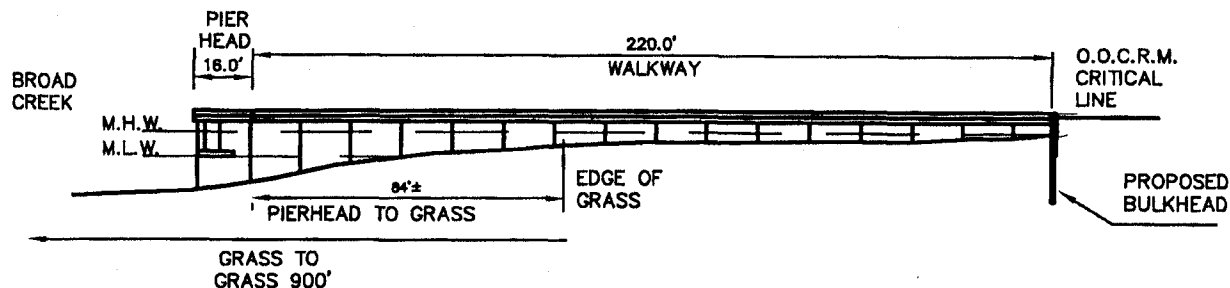 PIER
HEAD
16.0'
220.0'
WALKWAY
O.O.C.R.M.
CRITICAL
LINE
BROAD
CREEK
M.H.W.
M.L.W.
84'±
PIERHEAD TO GRASS
EDGE OF
GRASS
PROPOSED
BULKHEAD
GRASS TO
GRASS 900'